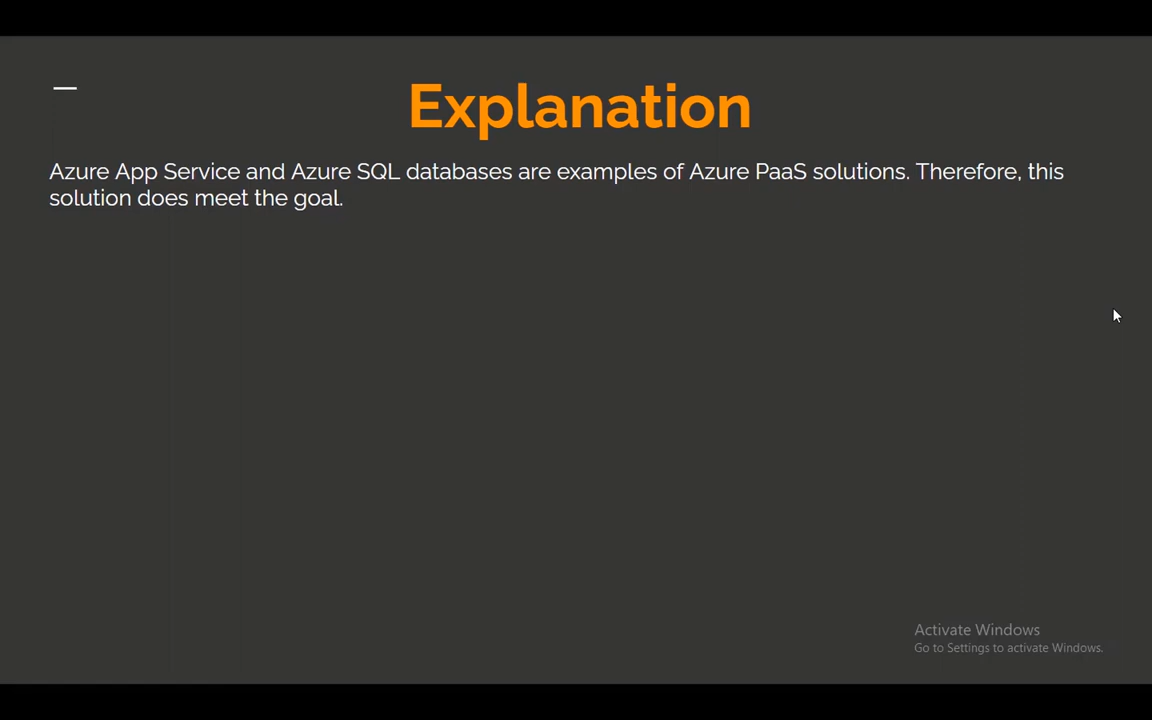 Explanation
Azure App Service and Azure SQL databases are examples of Azure PaaS solutions. Therefore, this
solution does meet the goal.
Activate Windows
Go to Settings to activate Windows.